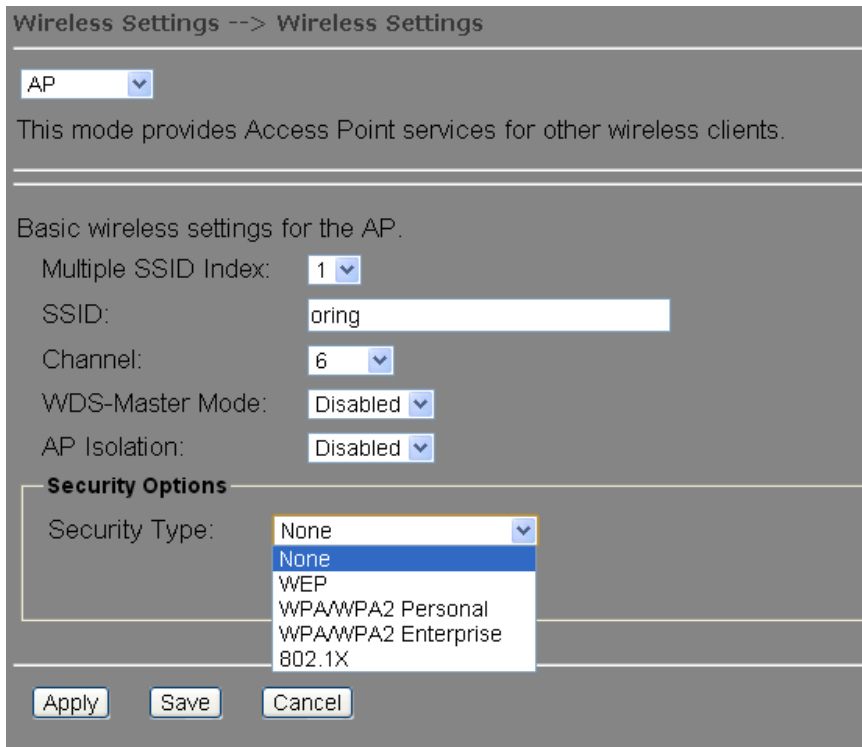 Wireless Settings --> Wireless Settings
AP
This mode provides Access Point services for other wireless clients.
Basic wireless settings for the AP.
Multiple SSID Index: 1
SSID: oring
Channel: 6
WDS-Master Mode: Disabled
AP Isolation: Disabled
Security Options
Security Type: None
None
WEP
WPA/WPA2 Personal
WPA/WPA2 Enterprise
802.1X
Apply Save Cancel